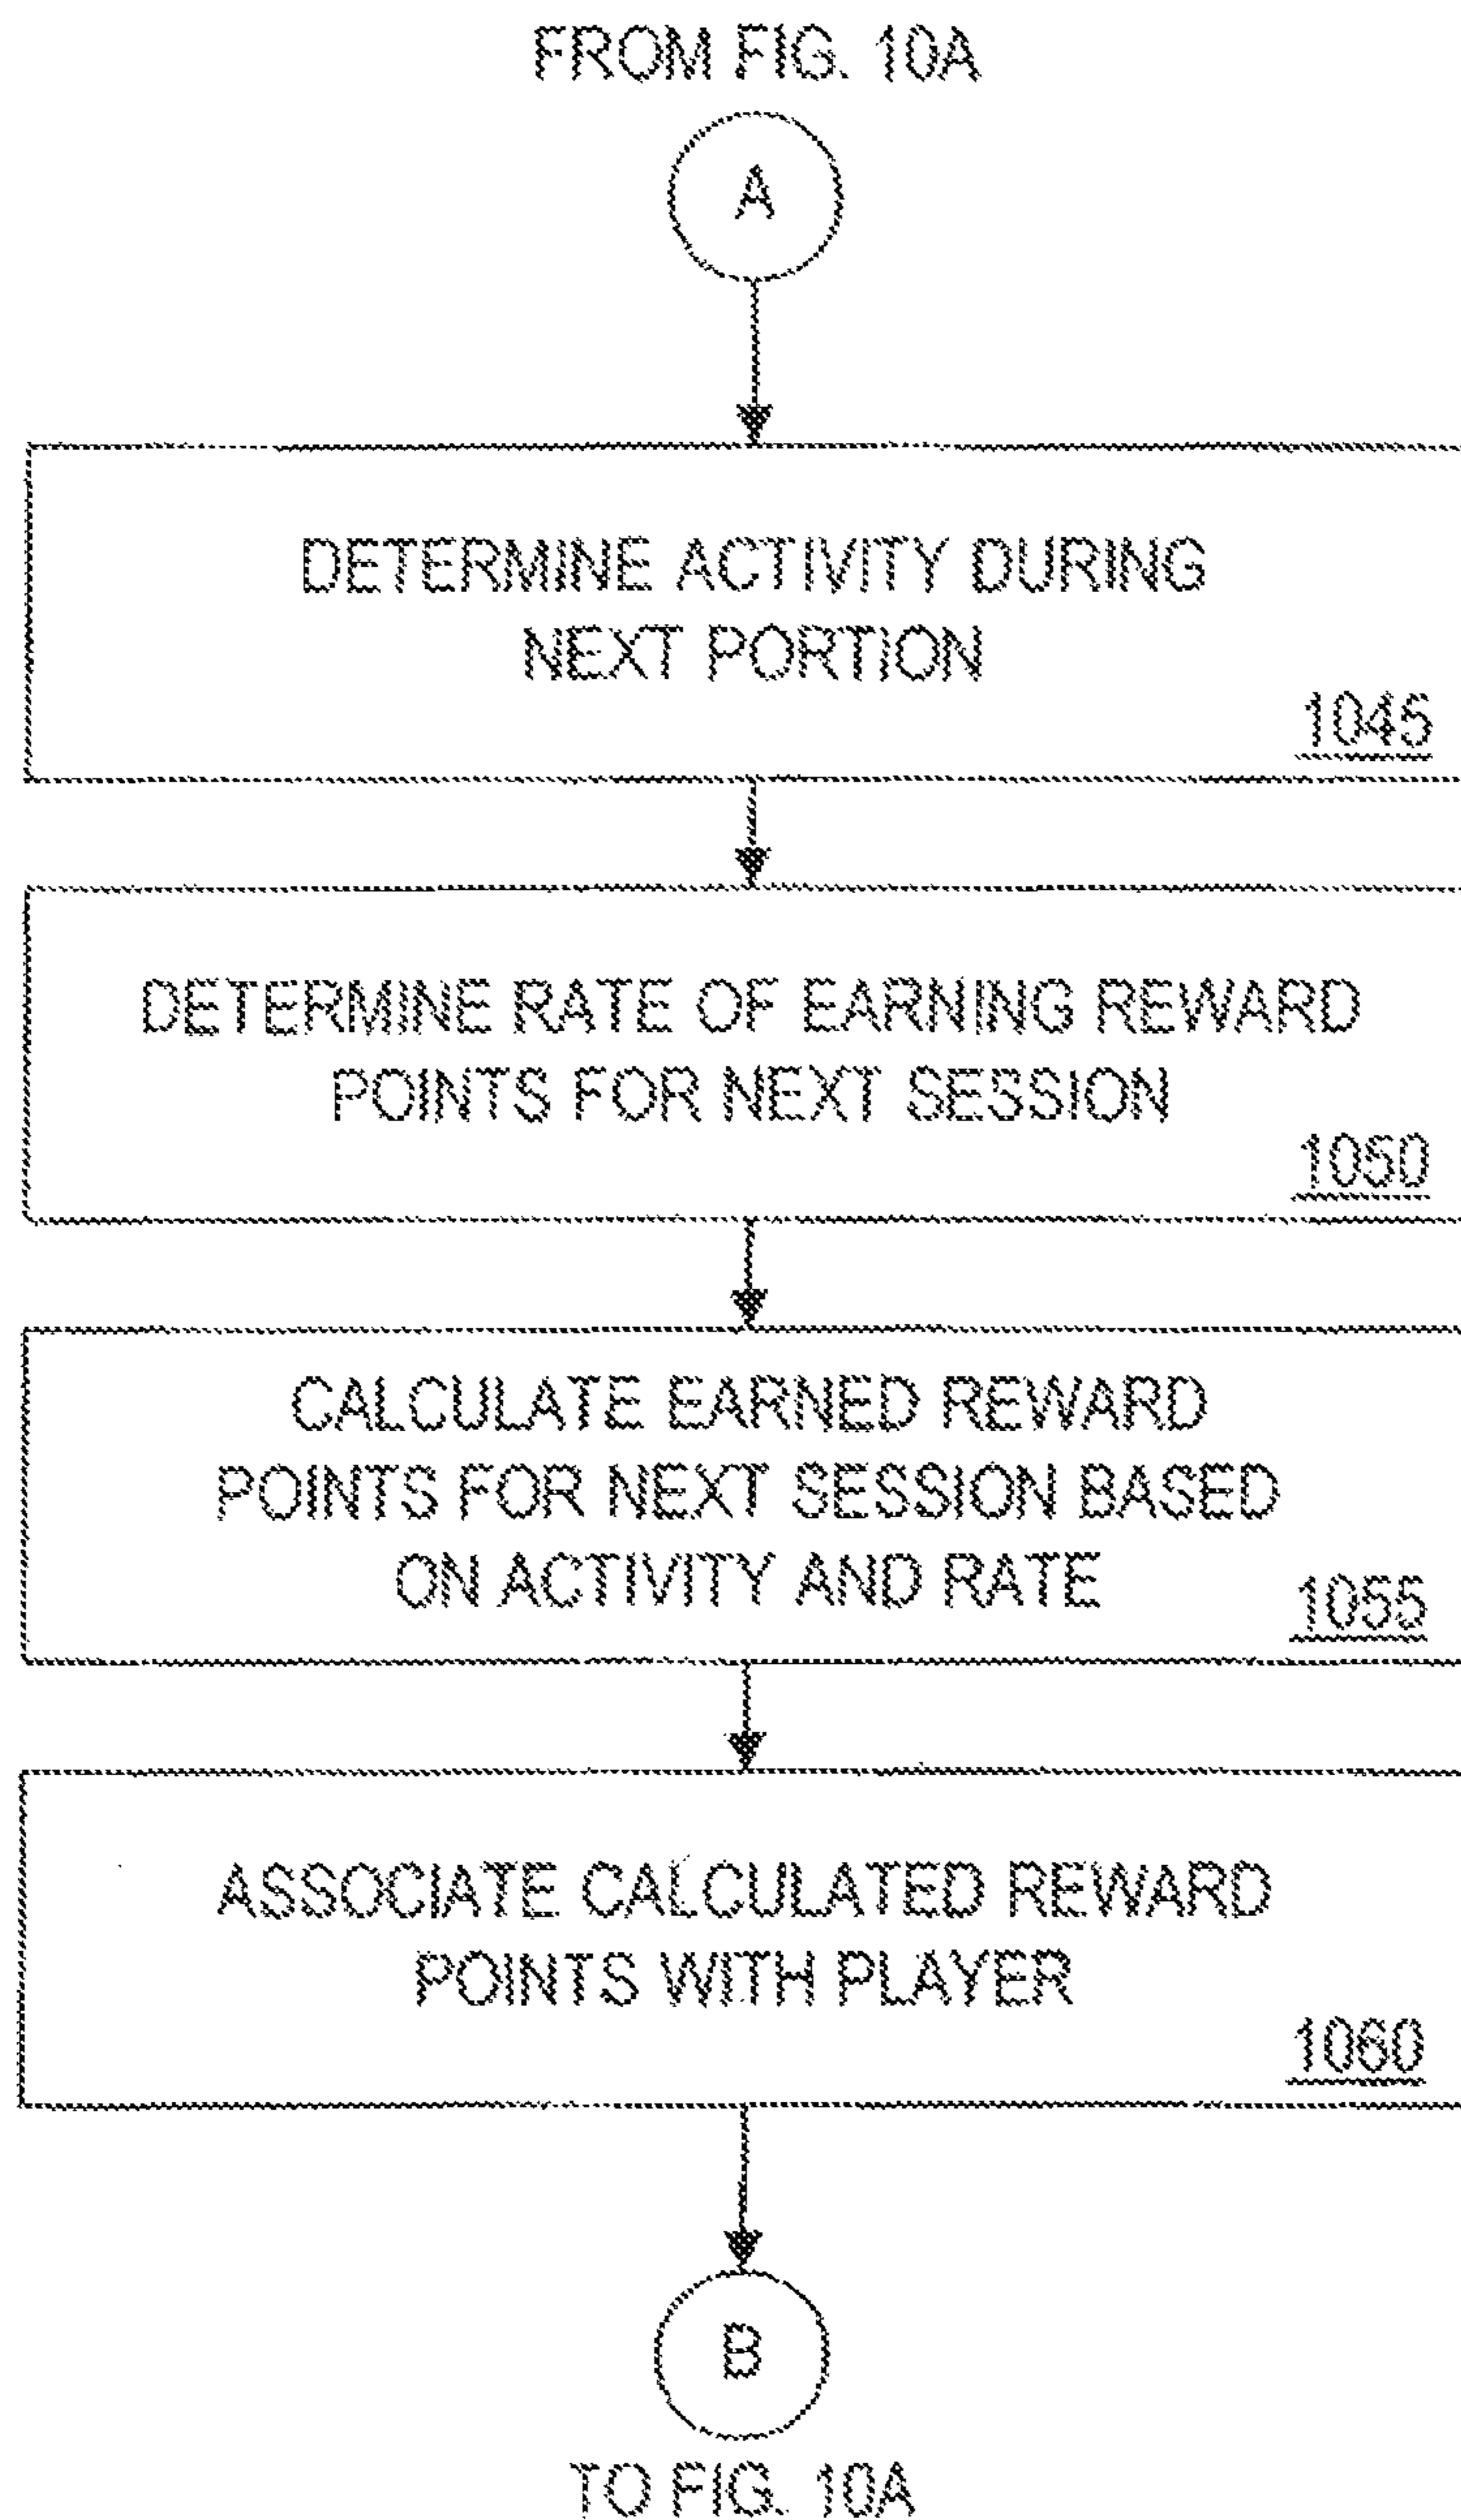 FROM FIG. 10A
A
DETERMINE ACTIVITY DURING
NEXT PORTION
1045
DETERMINE RATE OF EARNING REWARD
POINTS FOR NEXT SESSION
1050
CALCULATE EARNED REWARD
POINTS FOR NEXT SESSION BASED
ON ACTIVITY AND RATE
1055
ASSOCIATE CALCULATED REWARD
POINTS WITH PLAYER
1060
B
TO FIG. 10A